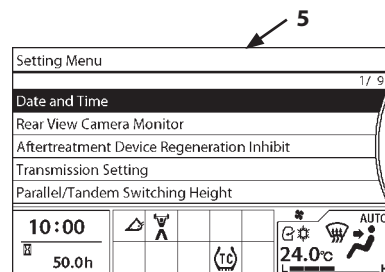 5
Setting Menu
1/ 9
Date and Time
Rear View Camera Monitor
Aftertreatment Device Regeneration Inhibit
Transmission Setting
Parallel/Tandem Switching Height
10:00
AUTO
TC
24.0℃
50.0h